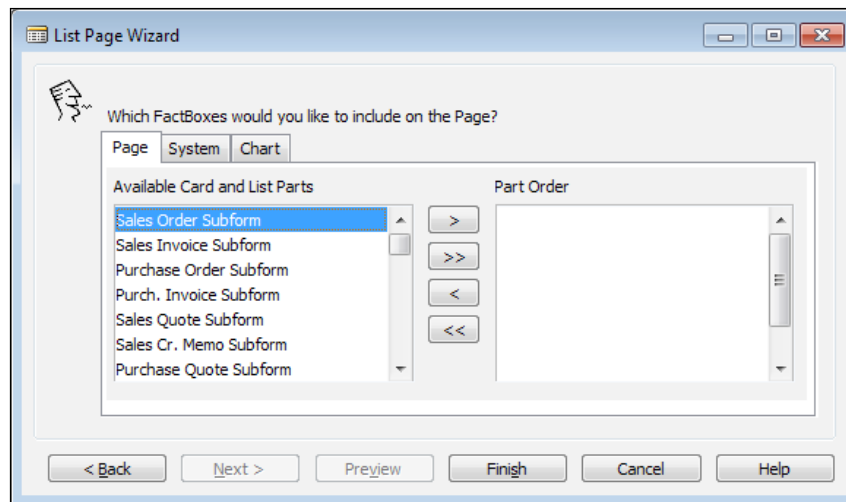 List Page Wizard
Which FactBoxes would you like to include on the Page?
Page System Chart
Available Card and List Parts Part Order
Sales Order Subform
Sales Invoice Subform
Purchase Order Subform
Purch. Invoice Subform
Sales Quote Subform
Sales Cr. Memo Subform
Purchase Quote Subform
>
>>
<
<<
< Back Next > Preview Finish Cancel Help